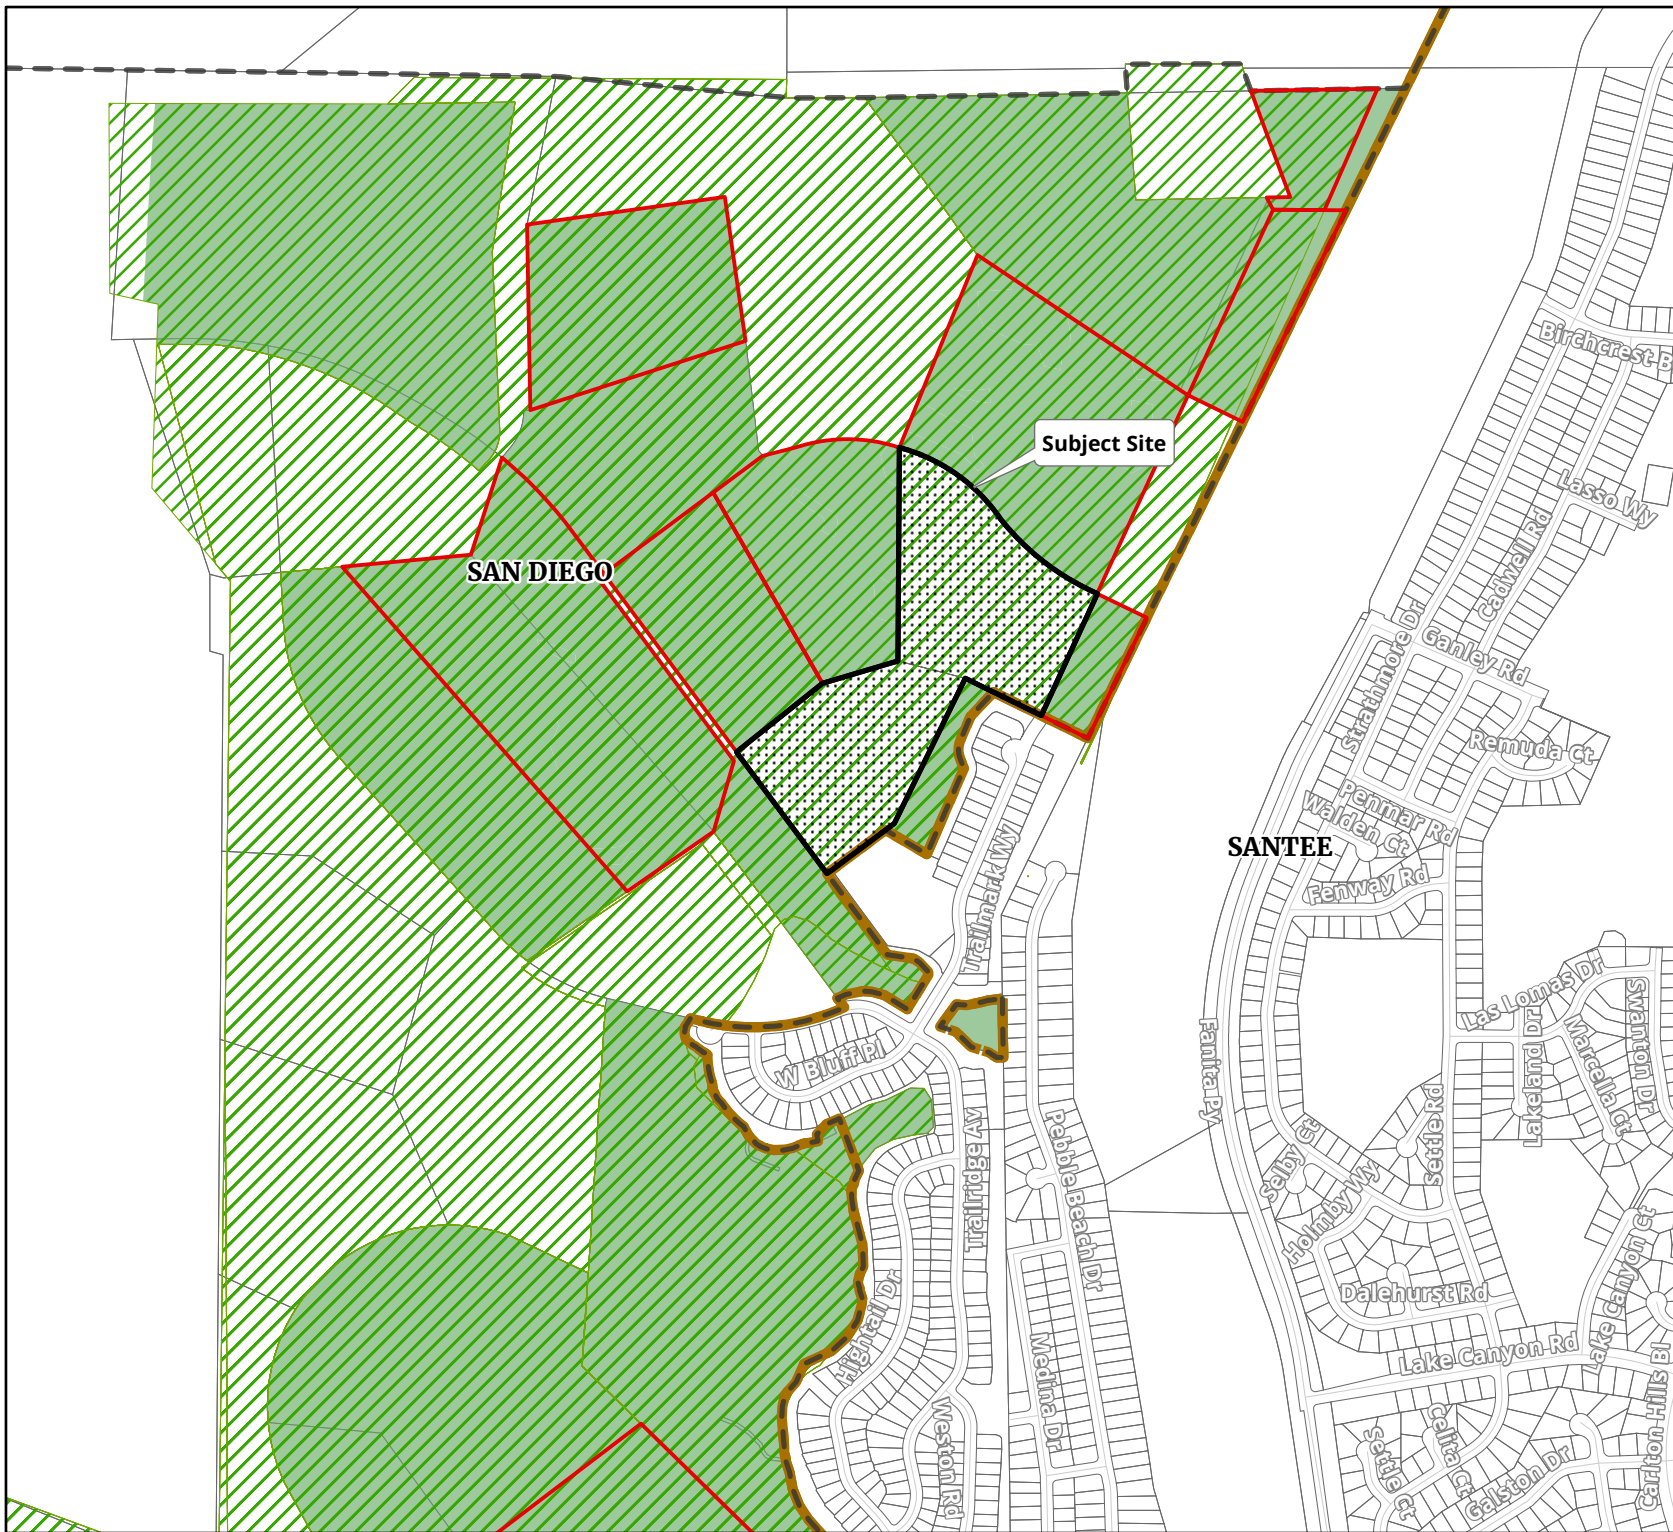 Birchcrest B
Subject Site
Lasso Wy
Cadwell Rd
SAN DIEGO
Strathmore Dr
Ganley Rd
Remuda Ct
Penmar Rd
Walden Ct
SANTEE
Fenway Rd
Trailmark Wy
Las Lomas Dr
Swanton Dr
Lakeland Dr
Marcella Ct
W Bluff Pl
Fanita Py
Settle Rd
Selby Ct
Holmby Wy
Trailridge Av
Pebble Beach Dr
Hightail Dr
Dalehurst Rd
Lake Canyon Ct
Lake Canyon Rd
Medina Dr
Weston Rd
Settle Ct
Celita Ct
Galston Dr
Carlton Hills Bl